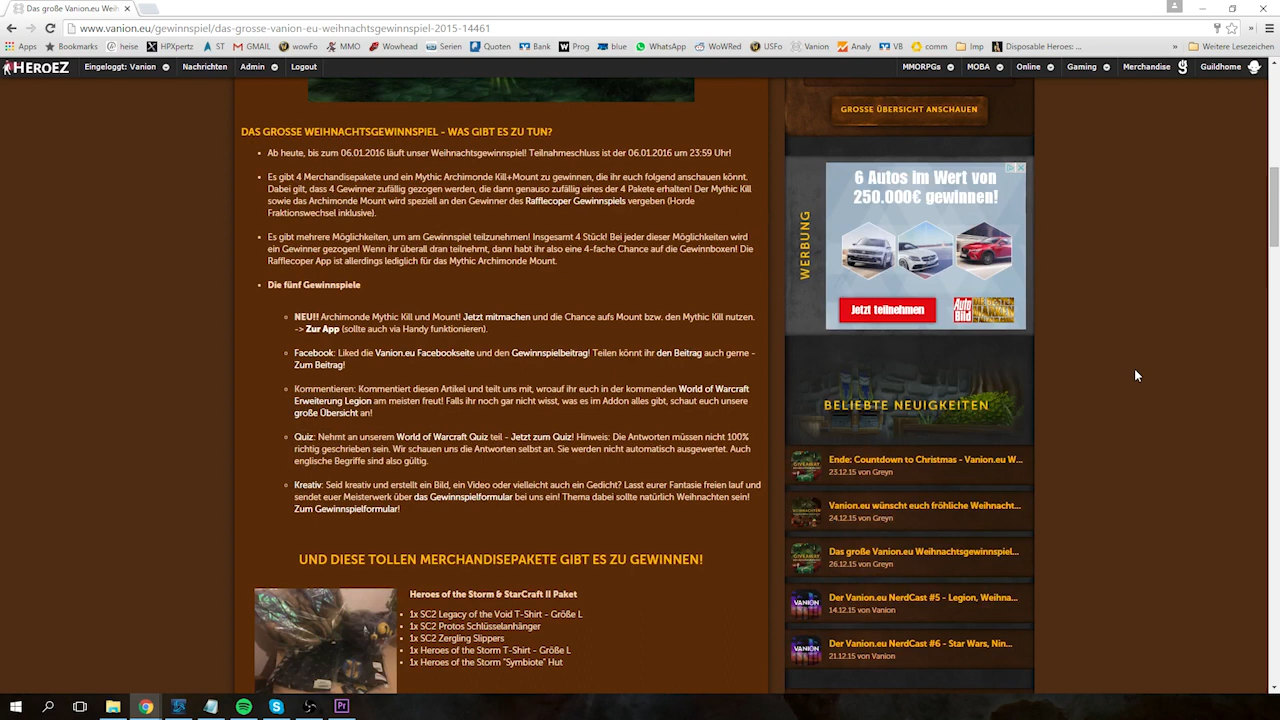 Das große Vanion.eu Weih
www.vanion.eu/gewinnspiel/das-grosse-vanion-eu-weihnachtsgewinnspiel-2015-14461
Apps Bookmarks heise HPXpertz ST GMAIL wowFo MMO Wowhead Serien Quoten Bank Prog blue WhatsApp WoWRed USFo Vanion Analy VB comm Imp Disposable Heroes: ... » Weitere Lesezeichen
HEROEZ Eingeloggt: Vanion Nachrichten Admin Logout MMORPGs MOBA Online Gaming Merchandise Guildhome
GROSSE ÜBERSICHT ANSCHAUEN
DAS GROSSE WEIHNACHTSGEWINNSPIEL - WAS GIBT ES ZU TUN?
Ab heute, bis zum 06.01.2016 läuft unser Weihnachtsgewinnspiel! Teilnahmeschluss ist der 06.01.2016 um 23:59 Uhr!
Es gibt 4 Merchandisepakete und ein Mythic Archimonde Kill+Mount zu gewinnen, die ihr euch folgend anschauen könnt.
Dabei gilt, dass 4 Gewinner zufällig gezogen werden, die dann genauso zufällig eines der 4 Pakete erhalten! Der Mythic Kill
sowie das Archimonde Mount wird speziell an den Gewinner des Rafflecoper Gewinnspiels vergeben (Horde
Fraktionswechsel inklusive).
Es gibt mehrere Möglichkeiten, um am Gewinnspiel teilzunehmen! Insgesamt 4 Stück! Bei jeder dieser Möglichkeiten wird
ein Gewinner gezogen! Wenn ihr überall dran teilnehmt, dann habt ihr also eine 4-fache Chance auf die Gewinnboxen! Die
Rafflecoper App ist allerdings lediglich für das Mythic Archimonde Mount.
Die fünf Gewinnspiele
NEU!! Archimonde Mythic Kill und Mount! Jetzt mitmachen und die Chance aufs Mount bzw. den Mythic Kill nutzen.
-> Zur App (sollte auch via Handy funktionieren).
Facebook: Liked die Vanion.eu Facebookseite und den Gewinnspielbeitrag! Teilen könnt ihr den Beitrag auch gerne -
Zum Beitrag!
Kommentieren: Kommentiert diesen Artikel und teilt uns mit, wroauf ihr euch in der kommenden World of Warcraft
Erweiterung Legion am meisten freut! Falls ihr noch gar nicht wisst, was es im Addon alles gibt, schaut euch unsere
große Übersicht an!
Quiz: Nehmt an unserem World of Warcraft Quiz teil - Jetzt zum Quiz! Hinweis: Die Antworten müssen nicht 100%
richtig geschrieben sein. Wir schauen uns die Antworten selbst an. Sie werden nicht automatisch ausgewertet. Auch
englische Begriffe sind also gültig.
Kreativ: Seid kreativ und erstellt ein Bild, ein Video oder vielleicht auch ein Gedicht? Lasst eurer Fantasie freien lauf und
sendet euer Meisterwerk über das Gewinnspielformular bei uns ein! Thema dabei sollte natürlich Weihnachten sein!
Zum Gewinnspielformular!
UND DIESE TOLLEN MERCHANDISEPAKETE GIBT ES ZU GEWINNEN!
Heroes of the Storm & StarCraft II Paket
1x SC2 Legacy of the Void T-Shirt - Größe L
1x SC2 Protos Schlüsselanhänger
1x SC2 Zergling Slippers
1x Heroes of the Storm T-Shirt - Größe L
1x Heroes of the Storm "Symbiote" Hut
WERBUNG
6 Autos im Wert von
250.000€ gewinnen!
Jetzt teilnehmen
Auto
Bild
BELIEBTE NEUIGKEITEN
Ende: Countdown to Christmas - Vanion.eu W...
23.12.15 von Greyn
Vanion.eu wünscht euch fröhliche Weihnacht...
24.12.15 von Greyn
Das große Vanion.eu Weihnachtsgewinnspiel...
26.12.15 von Greyn
VANION
Der Vanion.eu NerdCast #5 - Legion, Weihna...
14.12.15 von Vanion
VANION
Der Vanion.eu NerdCast #6 - Star Wars, Nin...
21.12.15 von Vanion
Pr